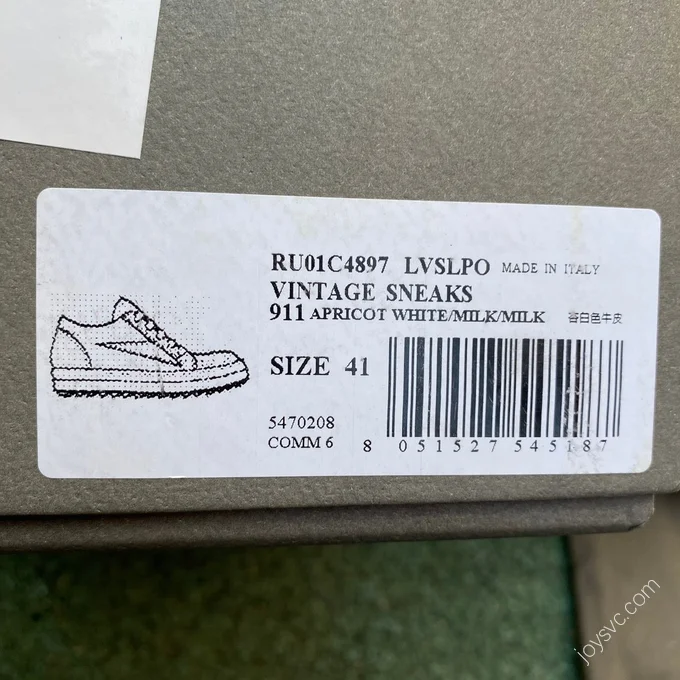 RU01C4897 LVSLPO MADE IN ITALY
VINTAGE SNEAKS
911 APRICOT WHITE/MILK/MILK 杏白色牛皮
SIZE 41
5470208
COMM 6
8 051527 545187
joysvc.com